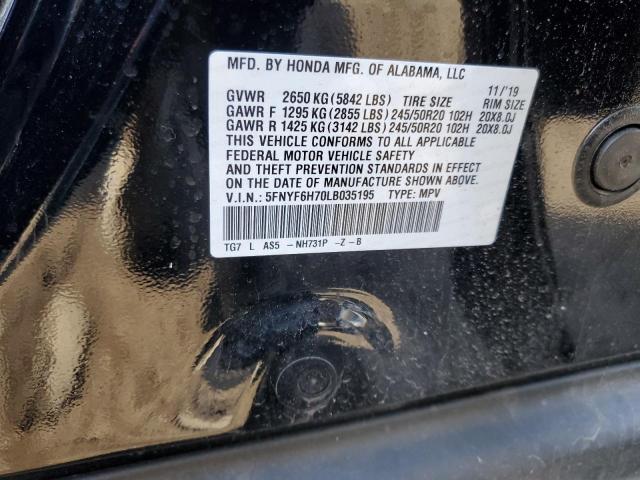 MFD. BY HONDA MFG. OF ALABAMA, LLC
11/'19
GVWR 2650 KG (5842 LBS) TIRE SIZE RIM SIZE
GAWR F 1295 KG (2855 LBS) 245/50R20 102H 20X8.0J
GAWR R 1425 KG (3142 LBS) 245/50R20 102H 20X8.0J
THIS VEHICLE CONFORMS TO ALL APPLICABLE
FEDERAL MOTOR VEHICLE SAFETY
AND THEFT PREVENTION STANDARDS IN EFFECT
ON THE DATE OF MANUFACTURE SHOWN ABOVE.
V.I.N.: 5FNYF6H70LB035195 TYPE: MPV
TG7 L AS5 -NH731P -Z-B